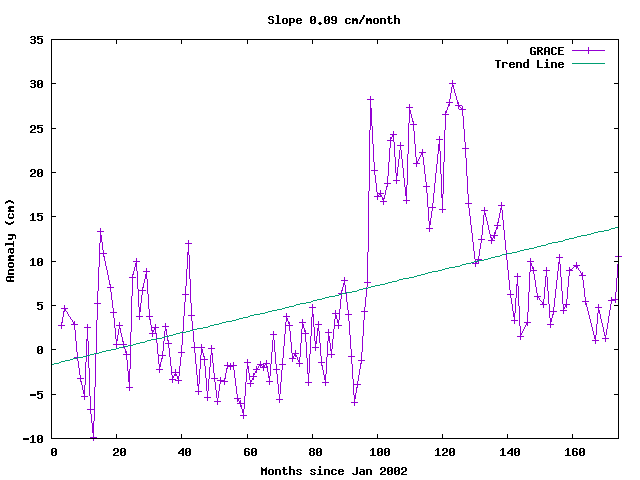 Slope 0.09 cm/month
35
30
25
20
15
10
5
0
-5
-10
Anomaly (cm)
GRACE
Trend Line
0 20 40 60 80 100 120 140 160
Months since Jan 2002